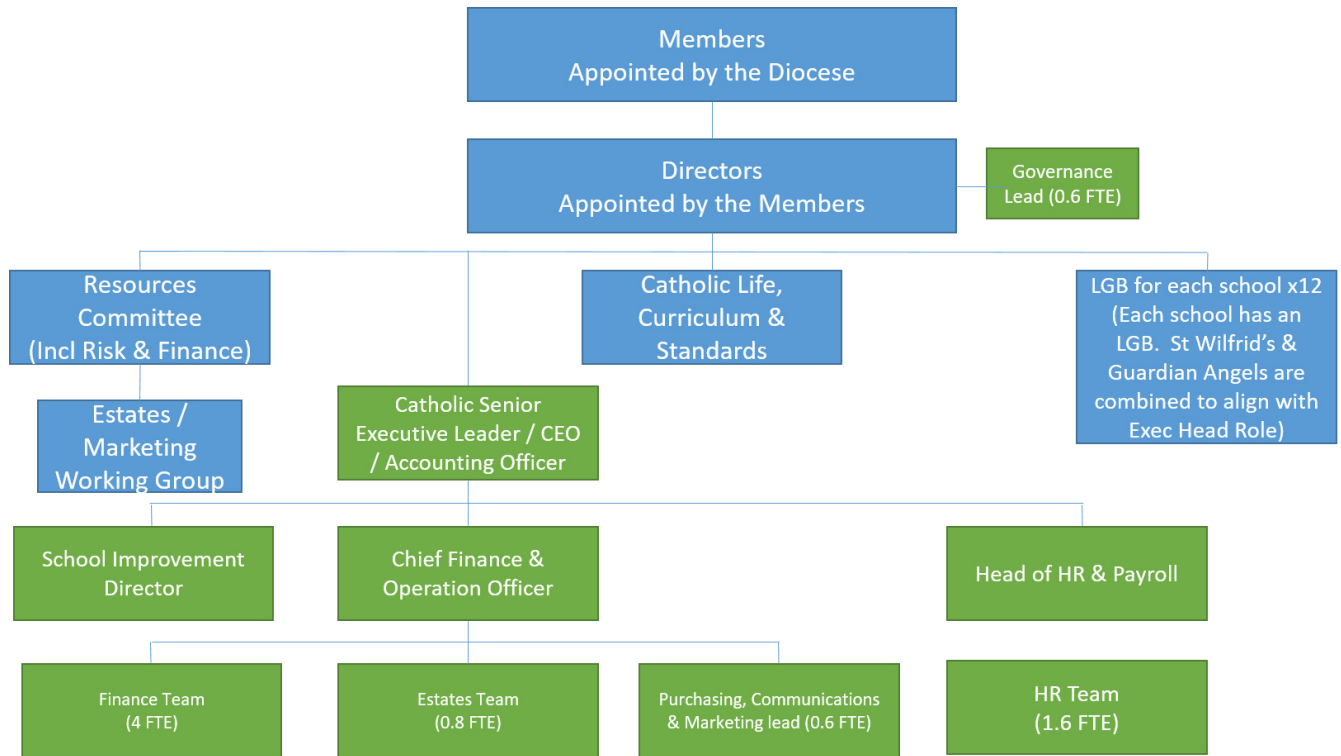 Members
Appointed by the Diocese
Directors
Appointed by the Members
Governance
Lead (0.6 FTE)
Resources
Committee
(Incl Risk & Finance)
Catholic Life,
Curriculum &
Standards
LGB for each school x12
(Each school has an
LGB. St Wilfrid’s &
Guardian Angels are
combined to align with
Exec Head Role)
Estates /
Marketing
Working Group
Catholic Senior
Executive Leader / CEO
/ Accounting Officer
School Improvement
Director
Chief Finance &
Operation Officer
Head of HR & Payroll
Finance Team
(4 FTE)
Estates Team
(0.8 FTE)
Purchasing, Communications
& Marketing lead (0.6 FTE)
HR Team
(1.6 FTE)